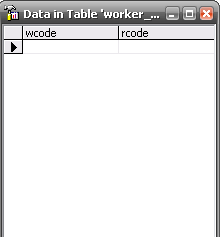 Data in Table 'worker_...
wcode rcode